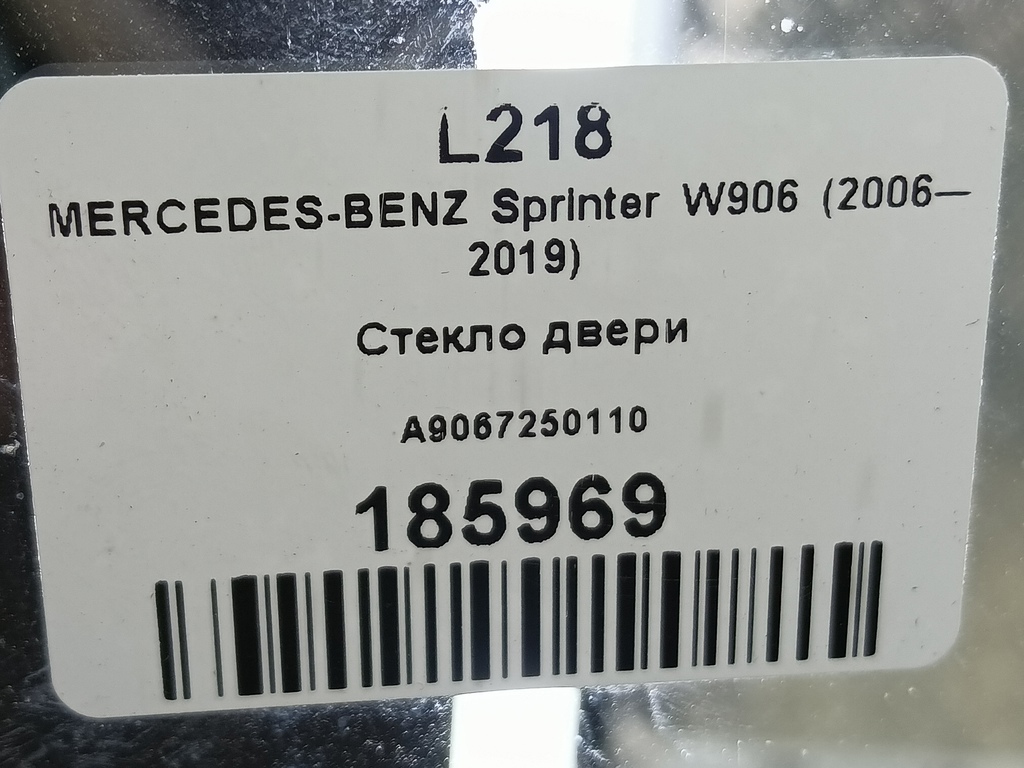 L218
MERCEDES-BENZ Sprinter W906 (2006—
2019)
Стекло двери
A9067250110
185969